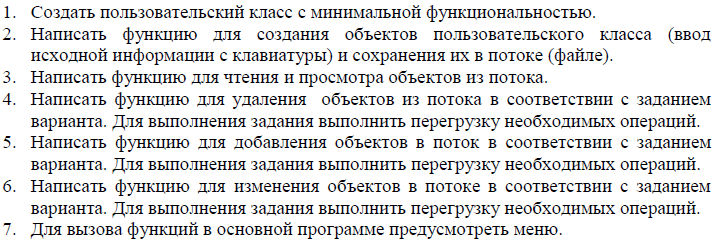 1. Создать пользовательский класс с минимальной функциональностью.
2. Написать функцию для создания объектов пользовательского класса (ввод
исходной информации с клавиатуры) и сохранения их в потоке (файле).
3. Написать функцию для чтения и просмотра объектов из потока.
4. Написать функцию для удаления объектов из потока в соответствии с заданием
варианта. Для выполнения задания выполнить перегрузку необходимых операций.
5. Написать функцию для добавления объектов в поток в соответствии с заданием
варианта. Для выполнения задания выполнить перегрузку необходимых операций.
6. Написать функцию для изменения объектов в потоке в соответствии с заданием
варианта. Для выполнения задания выполнить перегрузку необходимых операций.
7. Для вызова функций в основной программе предусмотреть меню.